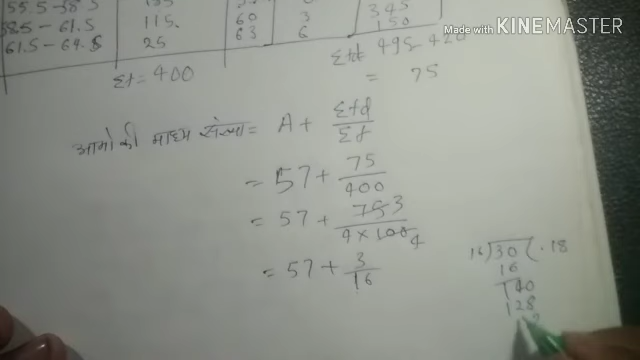 Made with KINEMASTER
55.5-58.5 135 345
58.5-61.5 115 60 3 150
61.5-64.5 25 63 6
Σf = 400 Σfd 495-420
= 75
आमों की माध्य संख्या = A + Σfd/Σf
= 57 + 75/400
= 57 + 75 3/4 × 100 4
= 57 + 3/16
16)30( .18
16
140
128